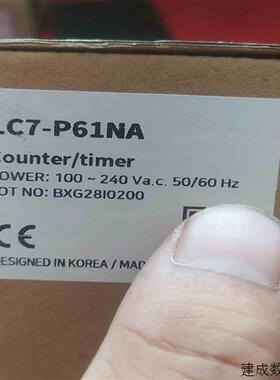 LC7-P61NA
Counter/timer
POWER: 100 ~ 240 Va.c. 50/60 Hz
LOT NO: BXG28I0200
CE
DESIGNED IN KOREA / MAD
建成数